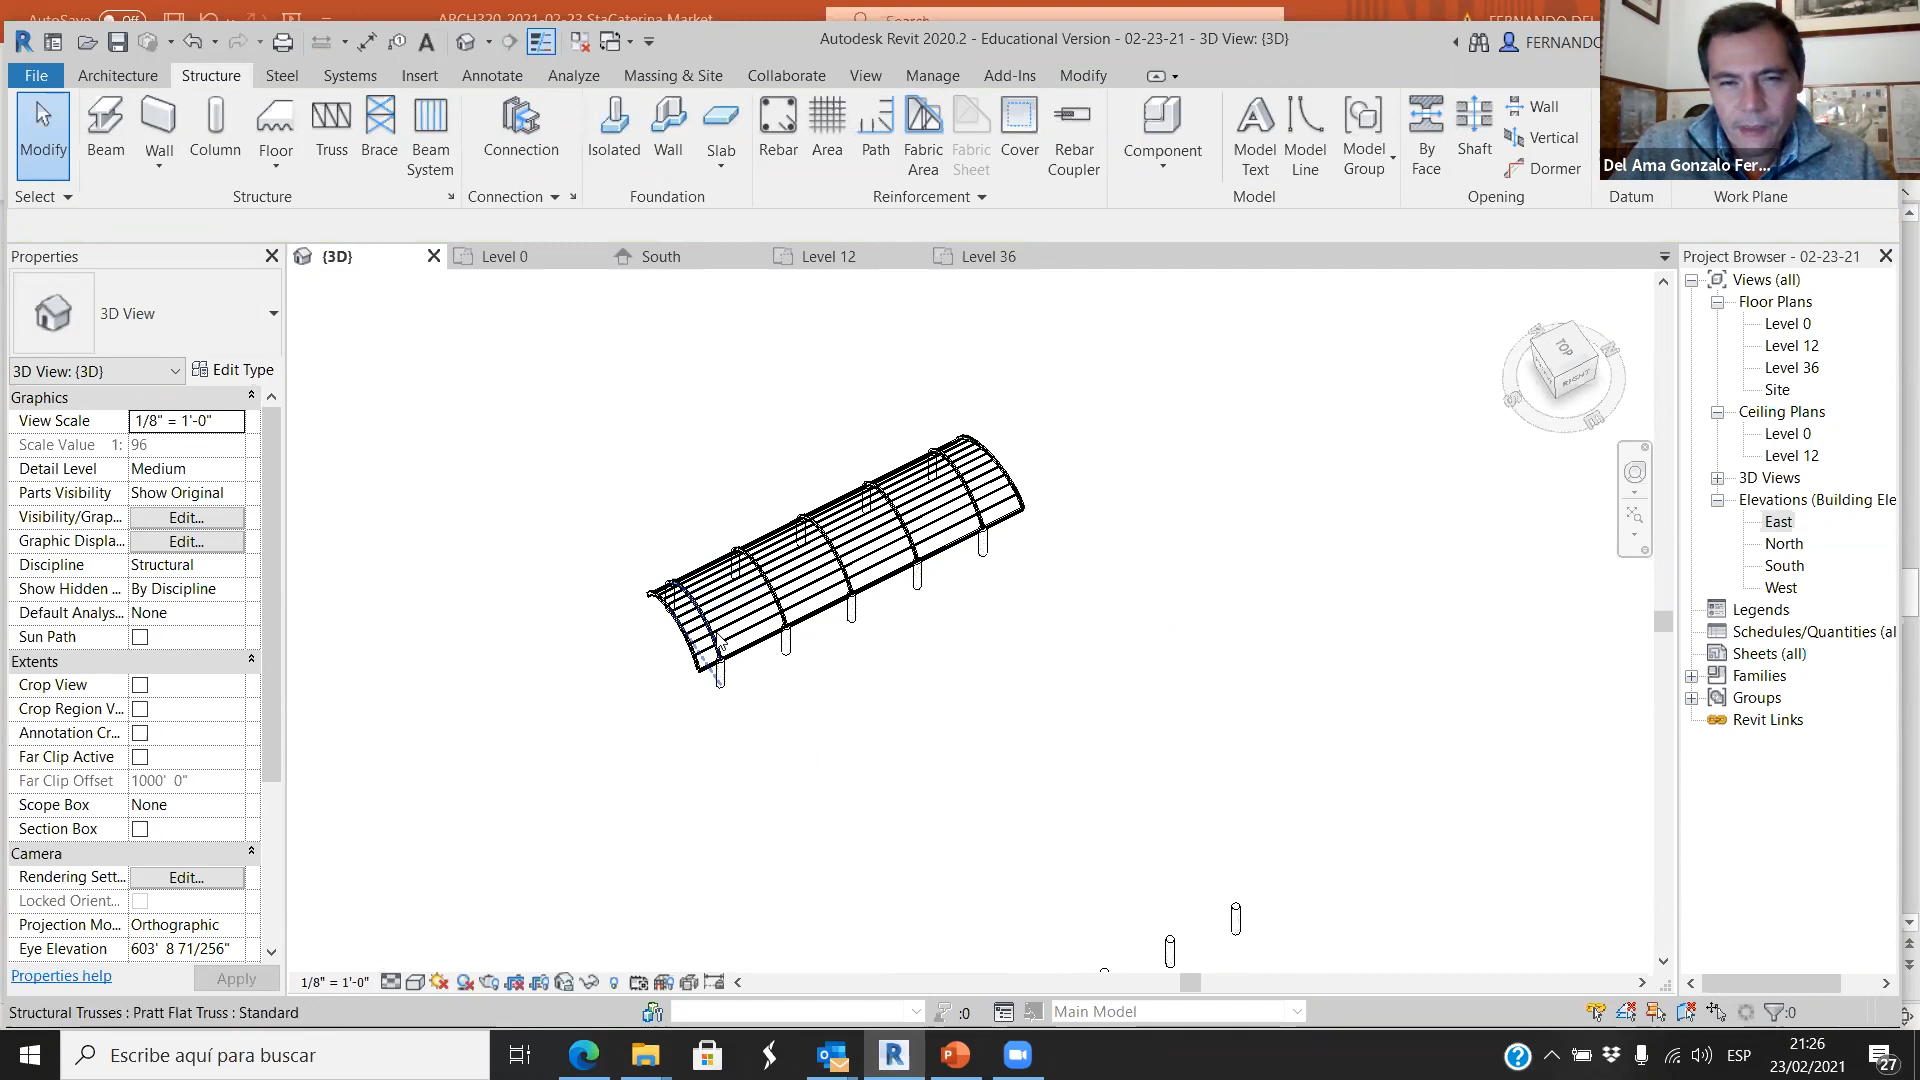 AutoSave Off ARCH320_2021-02-23 StaCaterina Market Search FERNANDO DEL
Autodesk Revit 2020.2 - Educational Version - 02-23-21 - 3D View: {3D} FERNANDO
File Architecture Structure Steel Systems Insert Annotate Analyze Massing & Site Collaborate View Manage Add-Ins Modify
Modify Beam Wall Column Floor Truss Brace Beam System Connection Isolated Wall Slab Rebar Area Path Fabric Area Fabric Sheet Cover Rebar Coupler Component Model Text Model Line Model Group By Face Shaft Wall Vertical Dormer
Del Ama Gonzalo Fer...
Select Structure Connection Foundation Reinforcement Model Opening Datum Work Plane
Properties
{3D} Level 0 South Level 12 Level 36
Project Browser - 02-23-21
3D View
3D View: {3D} Edit Type
Graphics
View Scale 1/8" = 1'-0"
Scale Value 1: 96
Detail Level Medium
Parts Visibility Show Original
Visibility/Grap... Edit...
Graphic Displa... Edit...
Discipline Structural
Show Hidden ... By Discipline
Default Analys... None
Sun Path
Extents
Crop View
Crop Region V...
Annotation Cr...
Far Clip Active
Far Clip Offset 1000' 0"
Scope Box None
Section Box
Camera
Rendering Sett... Edit...
Locked Orient...
Projection Mo... Orthographic
Eye Elevation 603' 8 71/256"
Properties help Apply
TOP
RIGHT
Views (all)
Floor Plans
Level 0
Level 12
Level 36
Site
Ceiling Plans
Level 0
Level 12
3D Views
Elevations (Building Ele
East
North
South
West
Legends
Schedules/Quantities (al
Sheets (all)
Families
Groups
Revit Links
1/8" = 1'-0"
Structural Trusses : Pratt Flat Truss : Standard :0 Main Model :0
Escribe aquí para buscar
ESP
21:26
23/02/2021
27